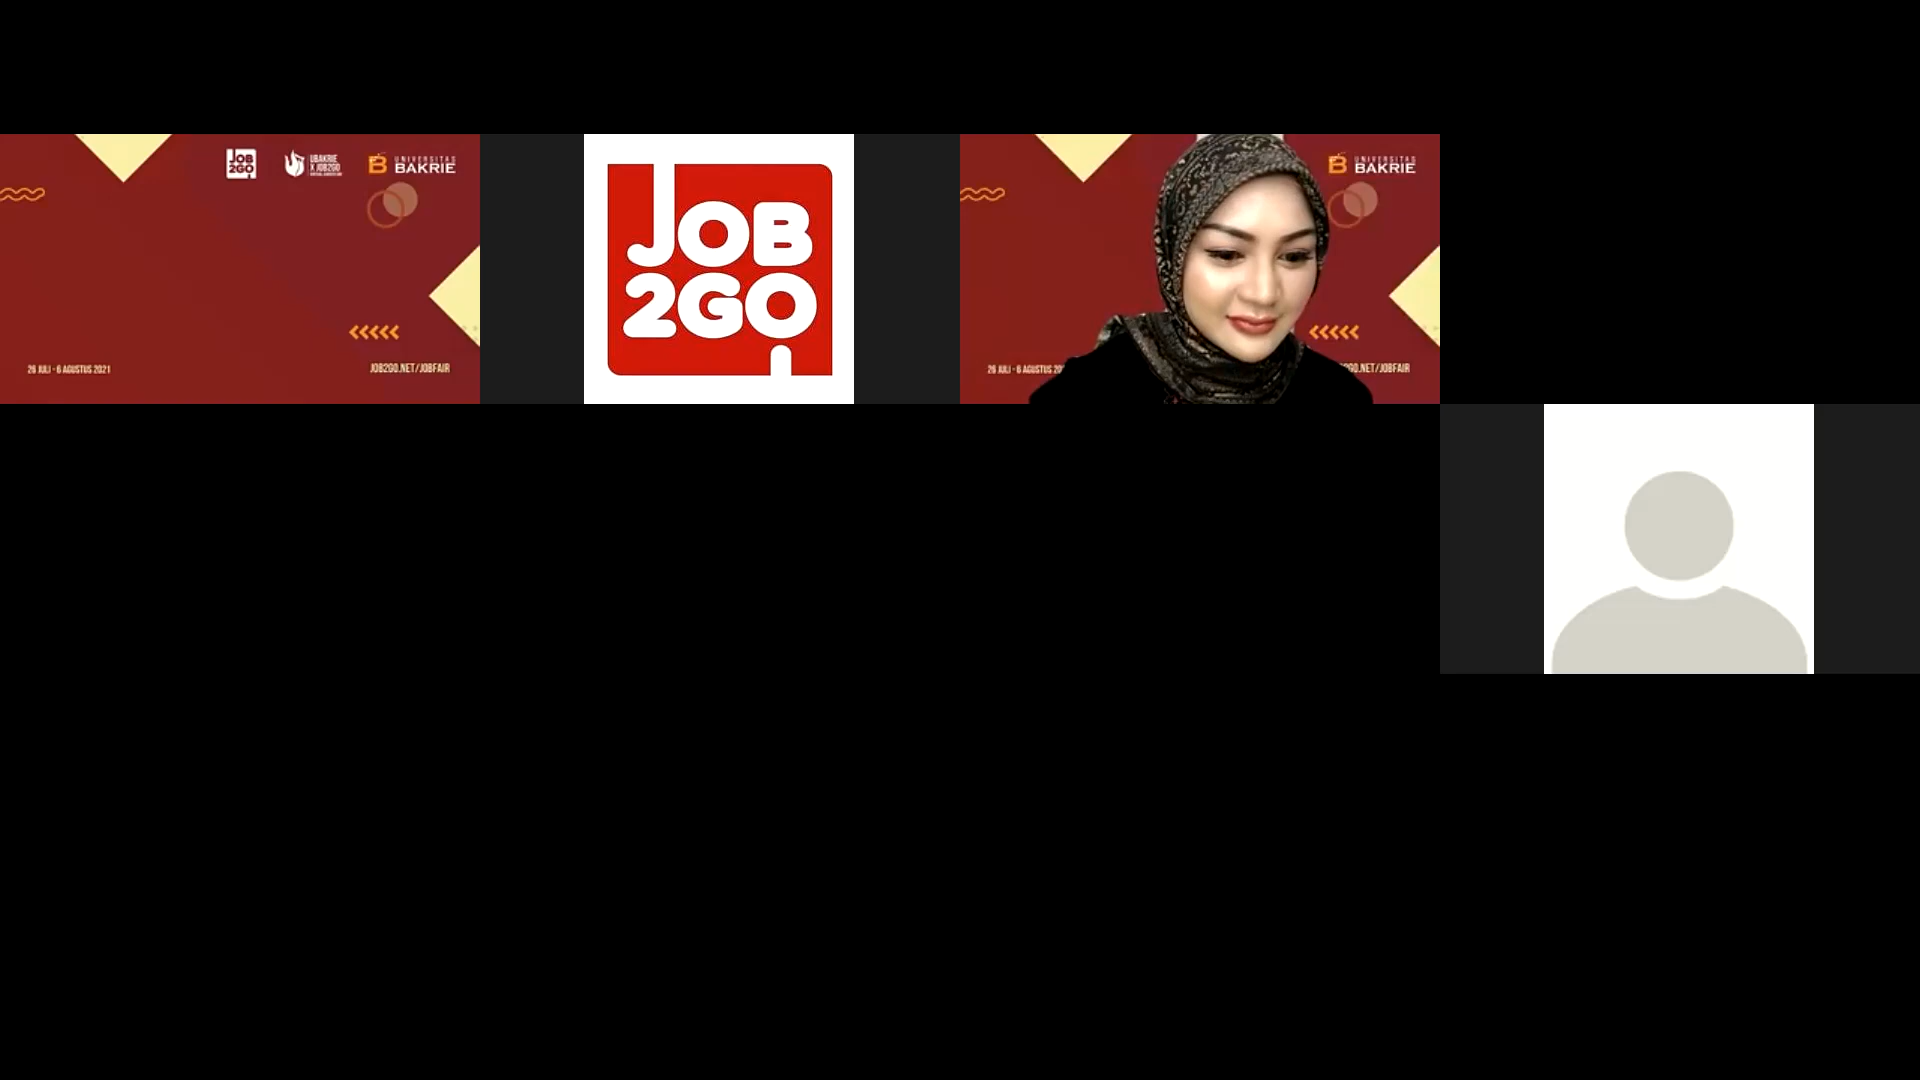 JOB
2GO
UBAKRIE
X JOB2GO
UNIVERSITAS
BAKRIE
26 JULI - 6 AGUSTUS 2021
JOB2GO.NET/JOBFAIR
JOB
2GO
UNIVERSITAS
BAKRIE
26 JULI - 6 AGUSTUS 20
GO.NET/JOBFAIR